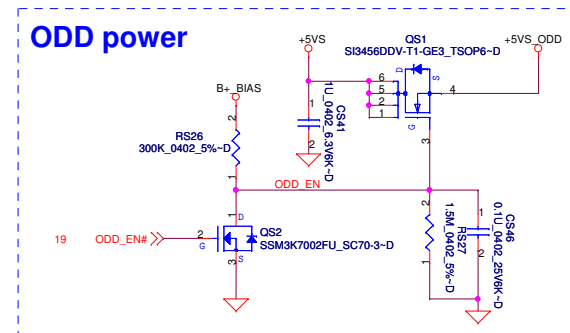 ODD power
+5VS
QS1
SI3456DDV-T1-GE3_TSOP6~D
+5VS_ODD
D
S
6
5
2
1
4
G
3
B+_BIAS
2
RS26
300K_0402_5%~D
1
1
CS41
1U_0402_6.3V6K~D
2
ODD_EN
19
ODD_EN#
2
G
1
D
QS2
SSM3K7002FU_SC70-3~D
3
S
2
RS27
1.5M_0402_5%~D
1
1
CS46
0.1U_0402_25V6K~D
2